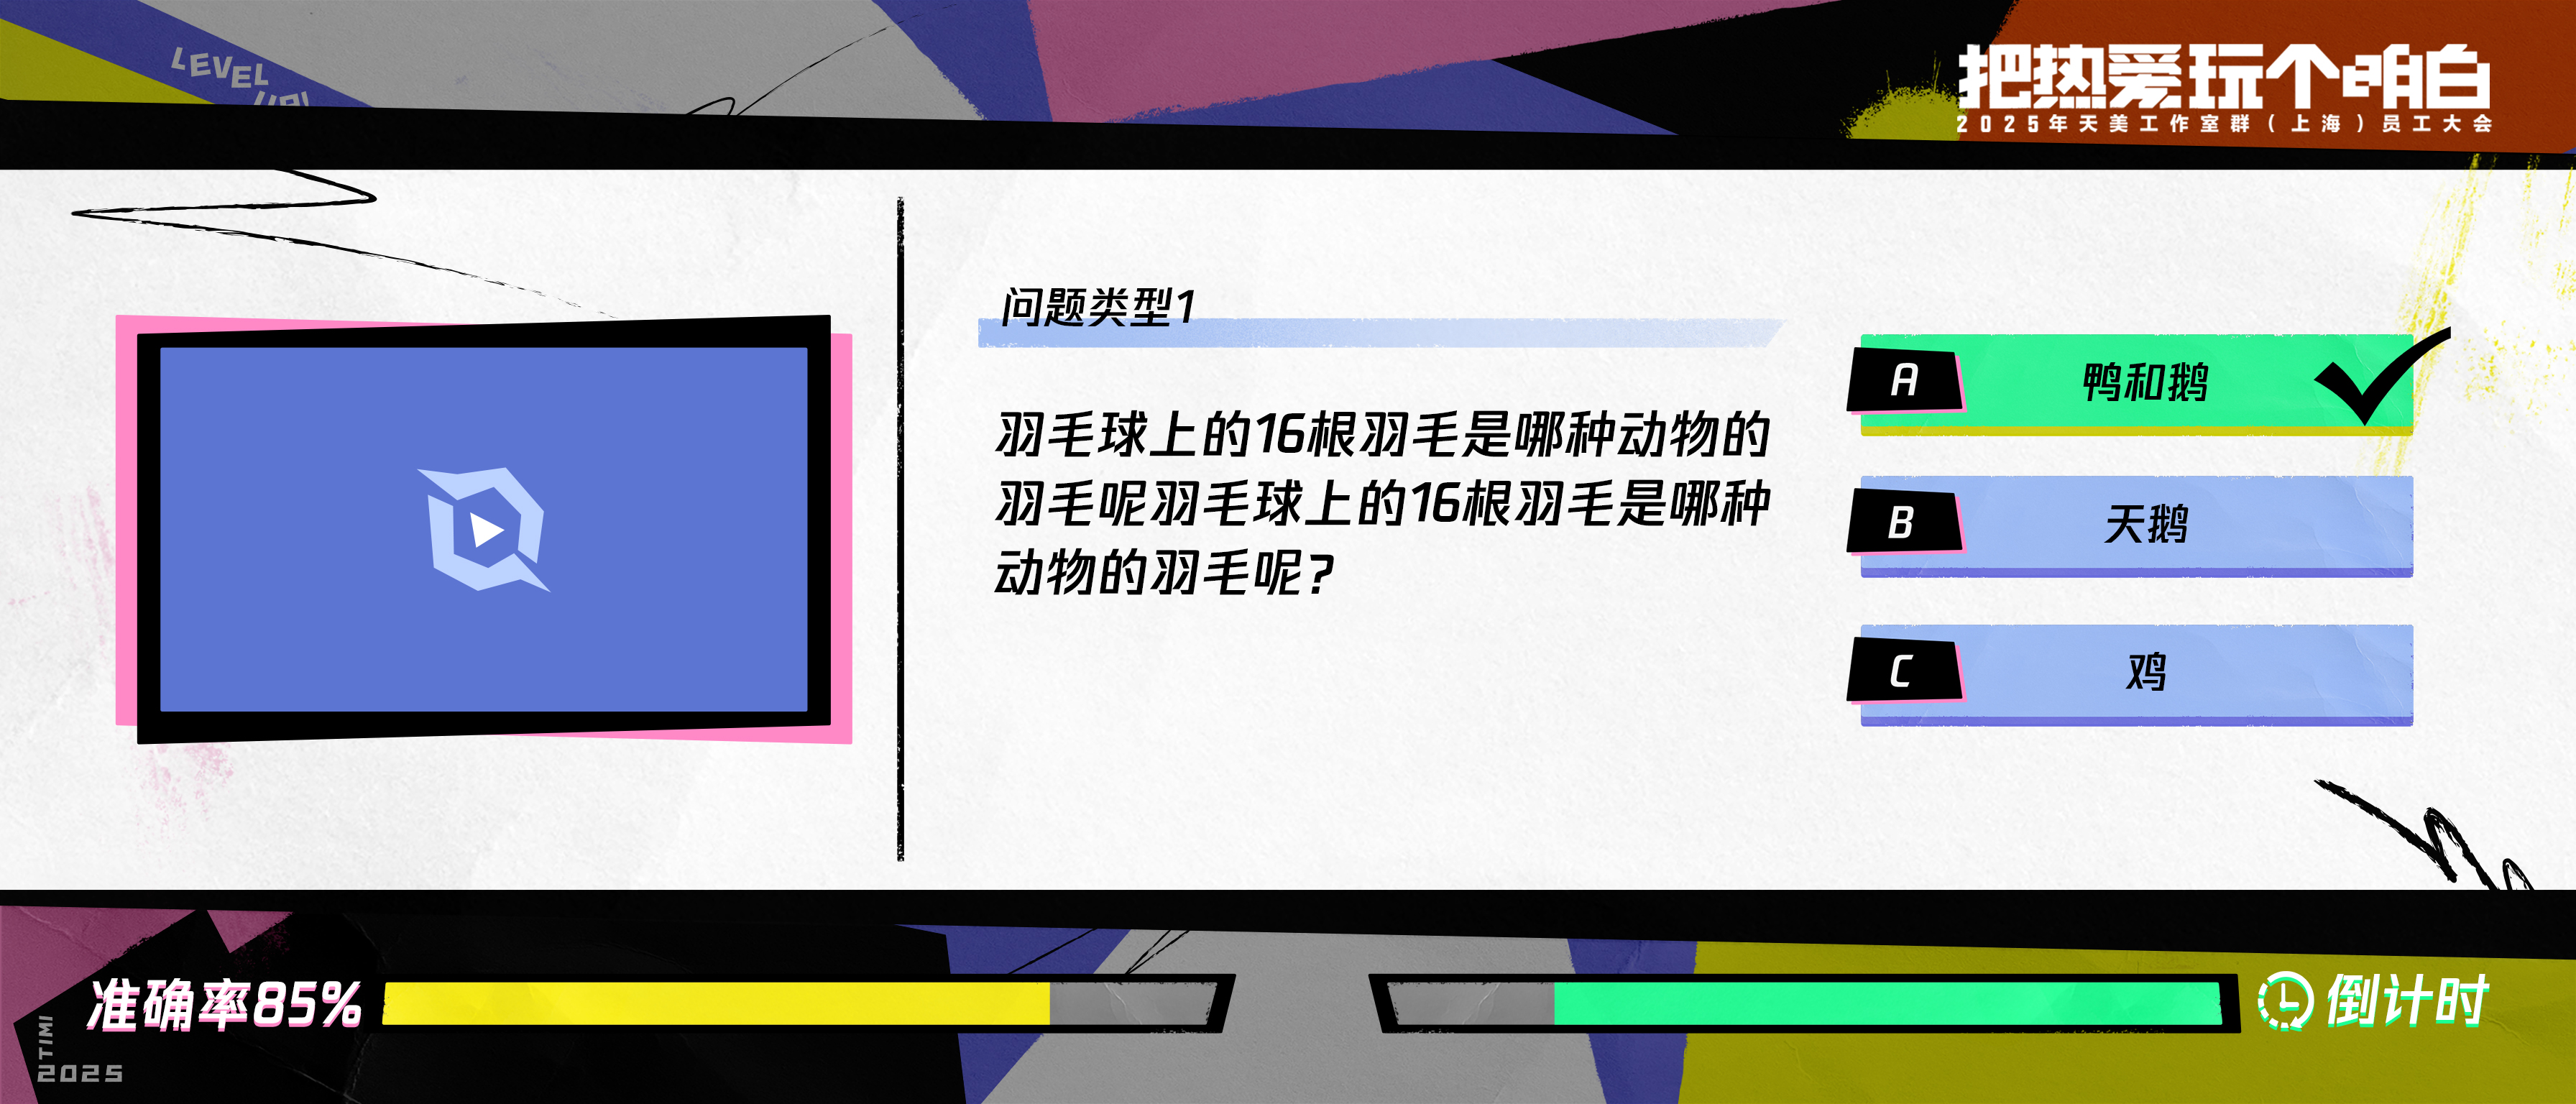 LEVEL
UP!
把热爱玩个明白
2025年天美工作室群(上海)员工大会
问题类型1
羽毛球上的16根羽毛是哪种动物的
羽毛呢羽毛球上的16根羽毛是哪种
动物的羽毛呢?
A 鸭和鹅
B 天鹅
C 鸡
准确率85%
倒计时
TIMI
2025